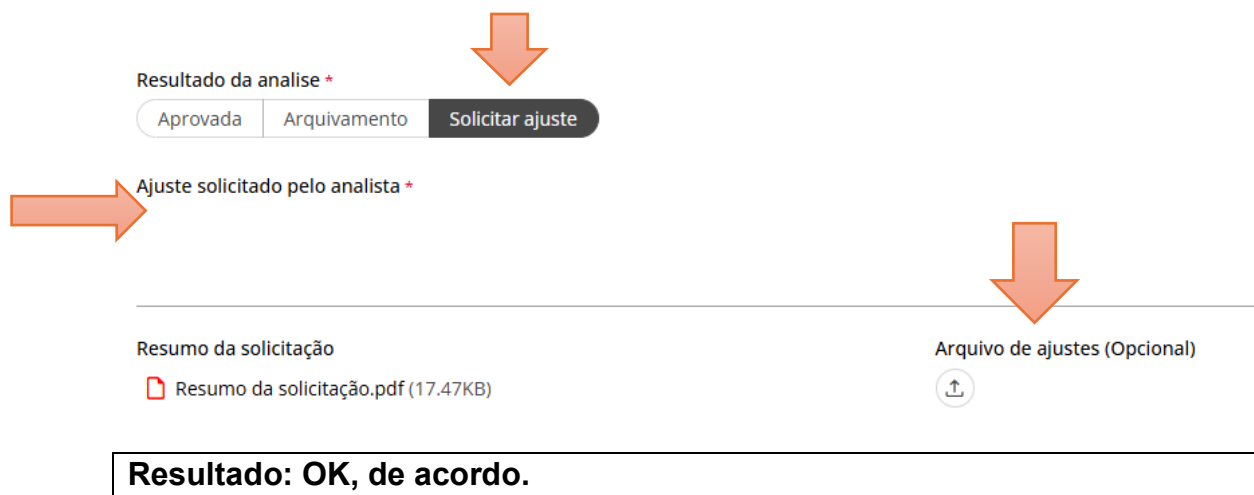 Resultado da analise *
Aprovada Arquivamento Solicitar ajuste
Ajuste solicitado pelo analista *
Resumo da solicitação Arquivo de ajustes (Opcional)
Resumo da solicitação.pdf (17.47KB)
Resultado: OK, de acordo.